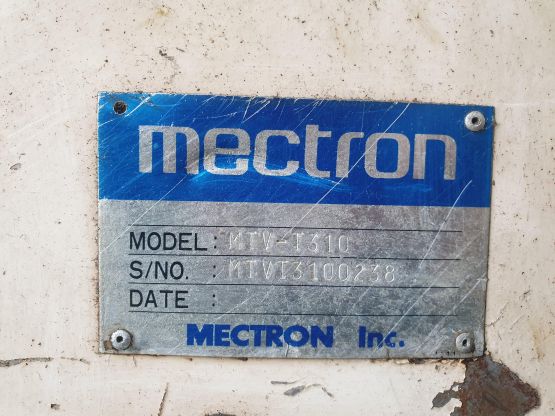 mectron
MODEL: MTV-T310
S/NO. : MTVT3100238
DATE :
MECTRON Inc.